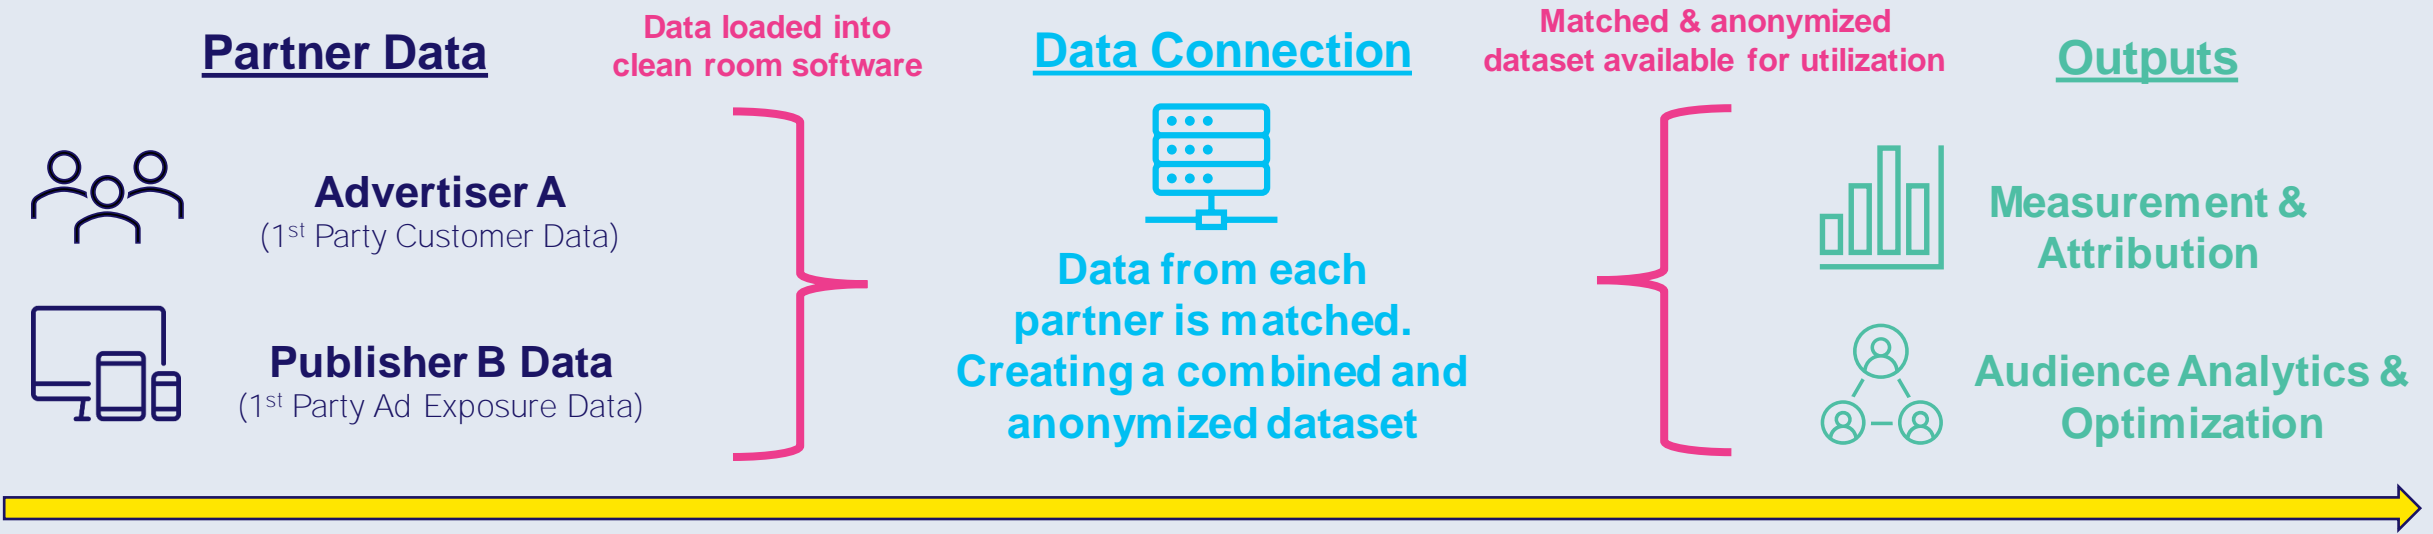 Partner Data
Advertiser A
(1st Party Customer Data)
Publisher B Data
(1st Party Ad Exposure Data)
Data loaded into
clean room software
Data Connection
Data from each
partner is matched.
Creating a combined and
anonymized dataset
Matched & anonymized
dataset available for utilization
Outputs
Measurement &
Attribution
Audience Analytics &
Optimization